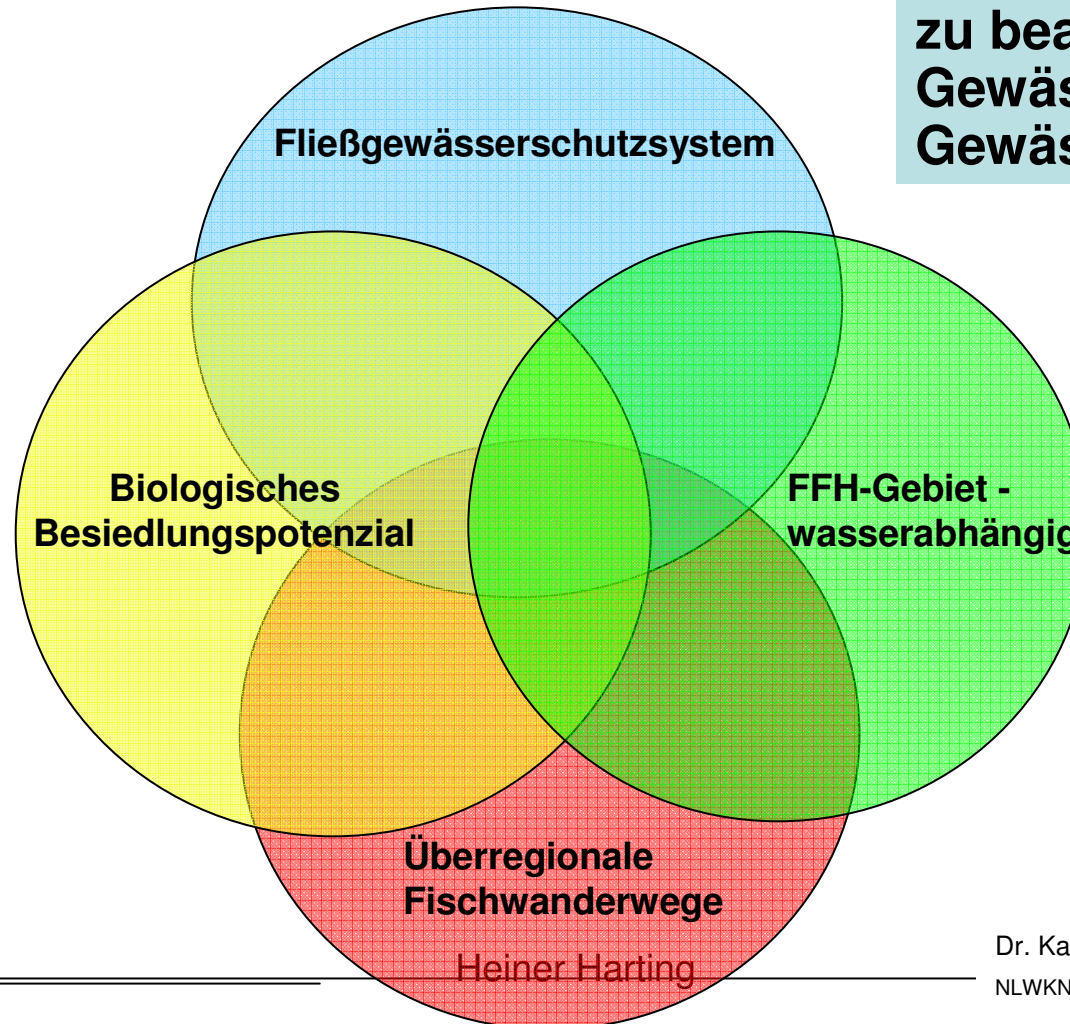 zu bea
Gewäs
Gewäs
Fließgewässerschutzsystem
Biologisches
Besiedlungspotenzial
FFH-Gebiet -
wasserabhängig
Überregionale
Fischwanderwege
Heiner Harting
Dr. Ka
NLWKN